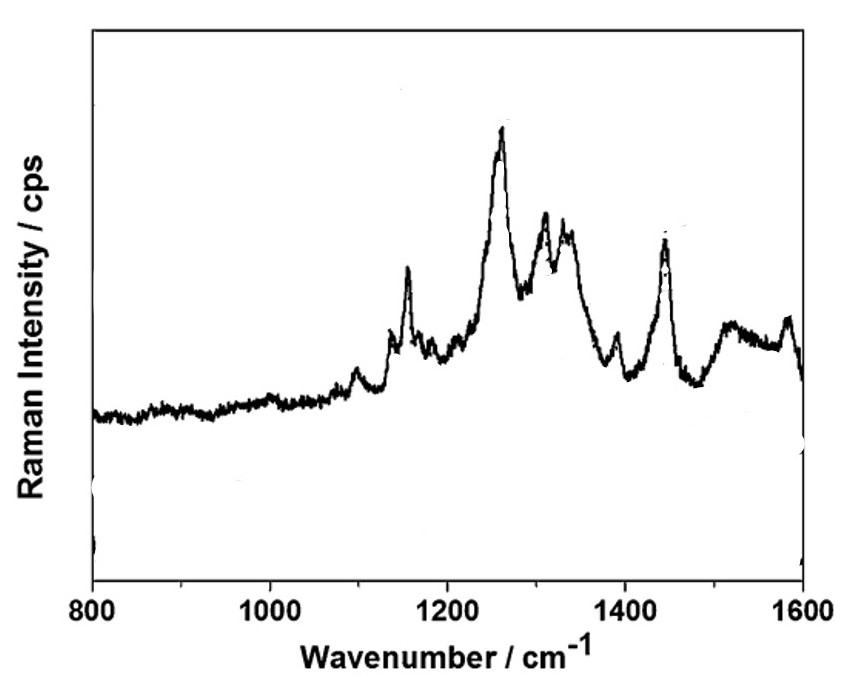 Raman Intensity / cps
800 1000 1200 1400 1600
Wavenumber / cm-1